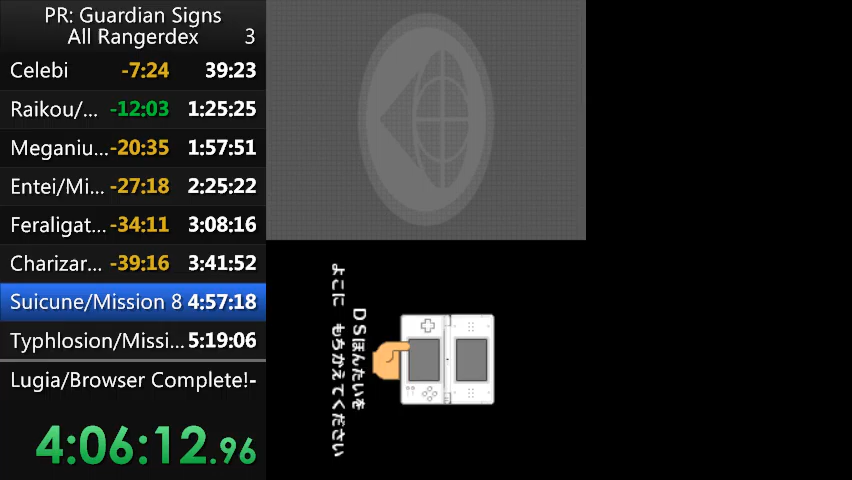 PR: Guardian Signs
All Rangerdex 3
Celebi -7:24 39:23
Raikou/... -12:03 1:25:25
Meganiu... -20:35 1:57:51
Entei/Mi... -27:18 2:25:22
Feraligat... -34:11 3:08:16
Charizar... -39:16 3:41:52
Suicune/Mission 8 4:57:18
Typhlosion/Missi... 5:19:06
Lugia/Browser Complete!-
4:06:12.96
DSほんたいを
よこに もちかえてください